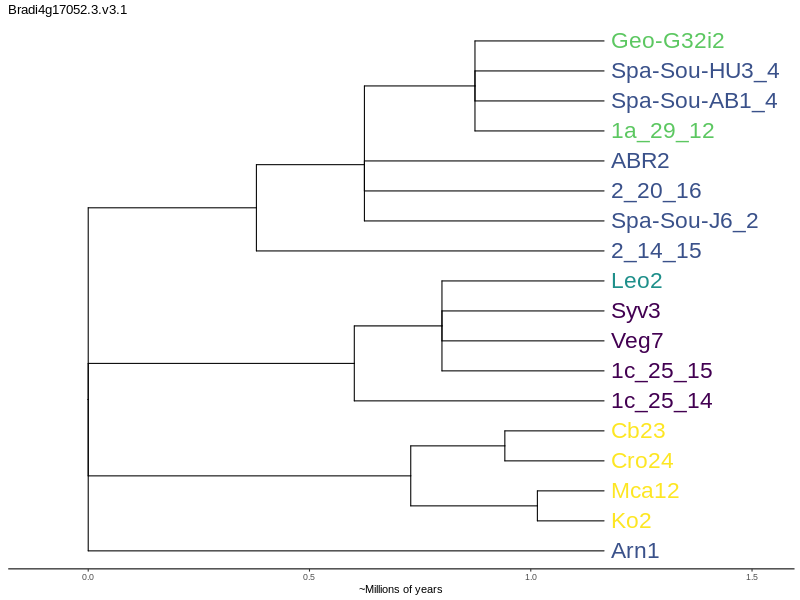 Bradi4g17052.3.v3.1
Geo-G32i2
Spa-Sou-HU3_4
Spa-Sou-AB1_4
1a_29_12
ABR2
2_20_16
Spa-Sou-J6_2
2_14_15
Leo2
Syv3
Veg7
1c_25_15
1c_25_14
Cb23
Cro24
Mca12
Ko2
Arn1
0.0 0.5 1.0 1.5
~Millions of years